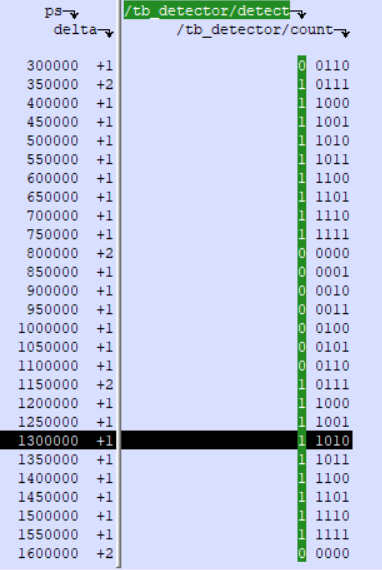 ps /tb_detector/detect
delta /tb_detector/count
300000 +1 0 0110
350000 +2 1 0111
400000 +1 1 1000
450000 +1 1 1001
500000 +1 1 1010
550000 +1 1 1011
600000 +1 1 1100
650000 +1 1 1101
700000 +1 1 1110
750000 +1 1 1111
800000 +2 0 0000
850000 +1 0 0001
900000 +1 0 0010
950000 +1 0 0011
1000000 +1 0 0100
1050000 +1 0 0101
1100000 +1 0 0110
1150000 +2 1 0111
1200000 +1 1 1000
1250000 +1 1 1001
1300000 +1 1 1010
1350000 +1 1 1011
1400000 +1 1 1100
1450000 +1 1 1101
1500000 +1 1 1110
1550000 +1 1 1111
1600000 +2 0 0000